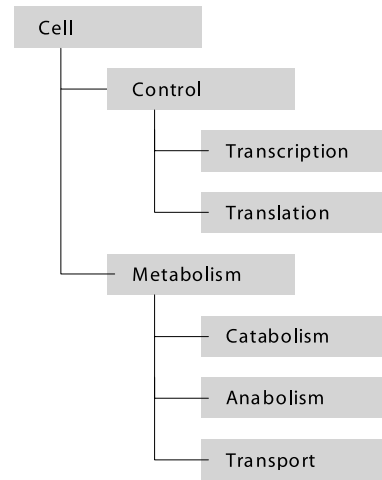 Cell
Control
Transcription
Translation
Metabolism
Catabolism
Anabolism
Transport